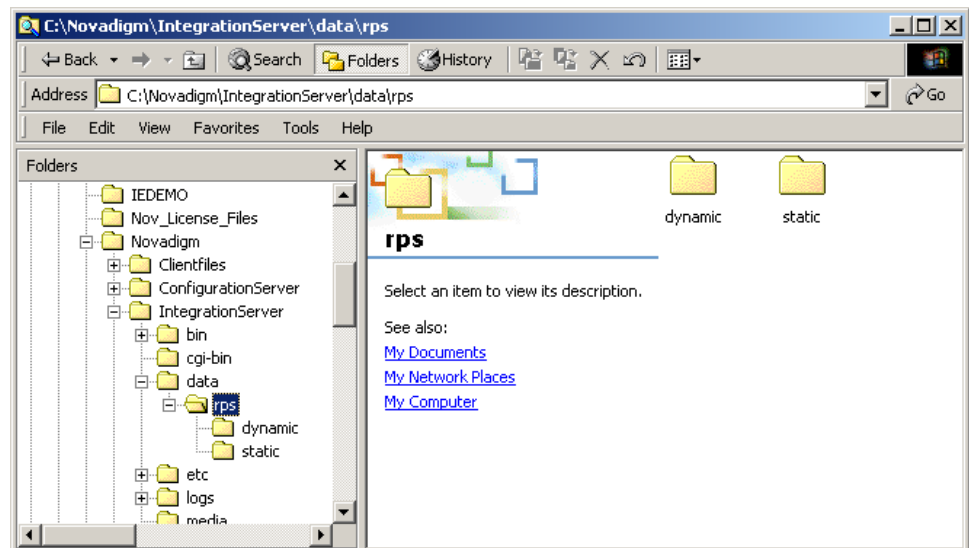 C:\Novadigm\IntegrationServer\data\rps
Back Search Folders History
Address C:\Novadigm\IntegrationServer\data\rps Go
File Edit View Favorites Tools Help
Folders
IEDEMO
Nov_License_Files
Novadigm
Clientfiles
ConfigurationServer
IntegrationServer
bin
cgi-bin
data
rps
dynamic
static
etc
logs
media
dynamic static
rps
Select an item to view its description.
See also:
My Documents
My Network Places
My Computer